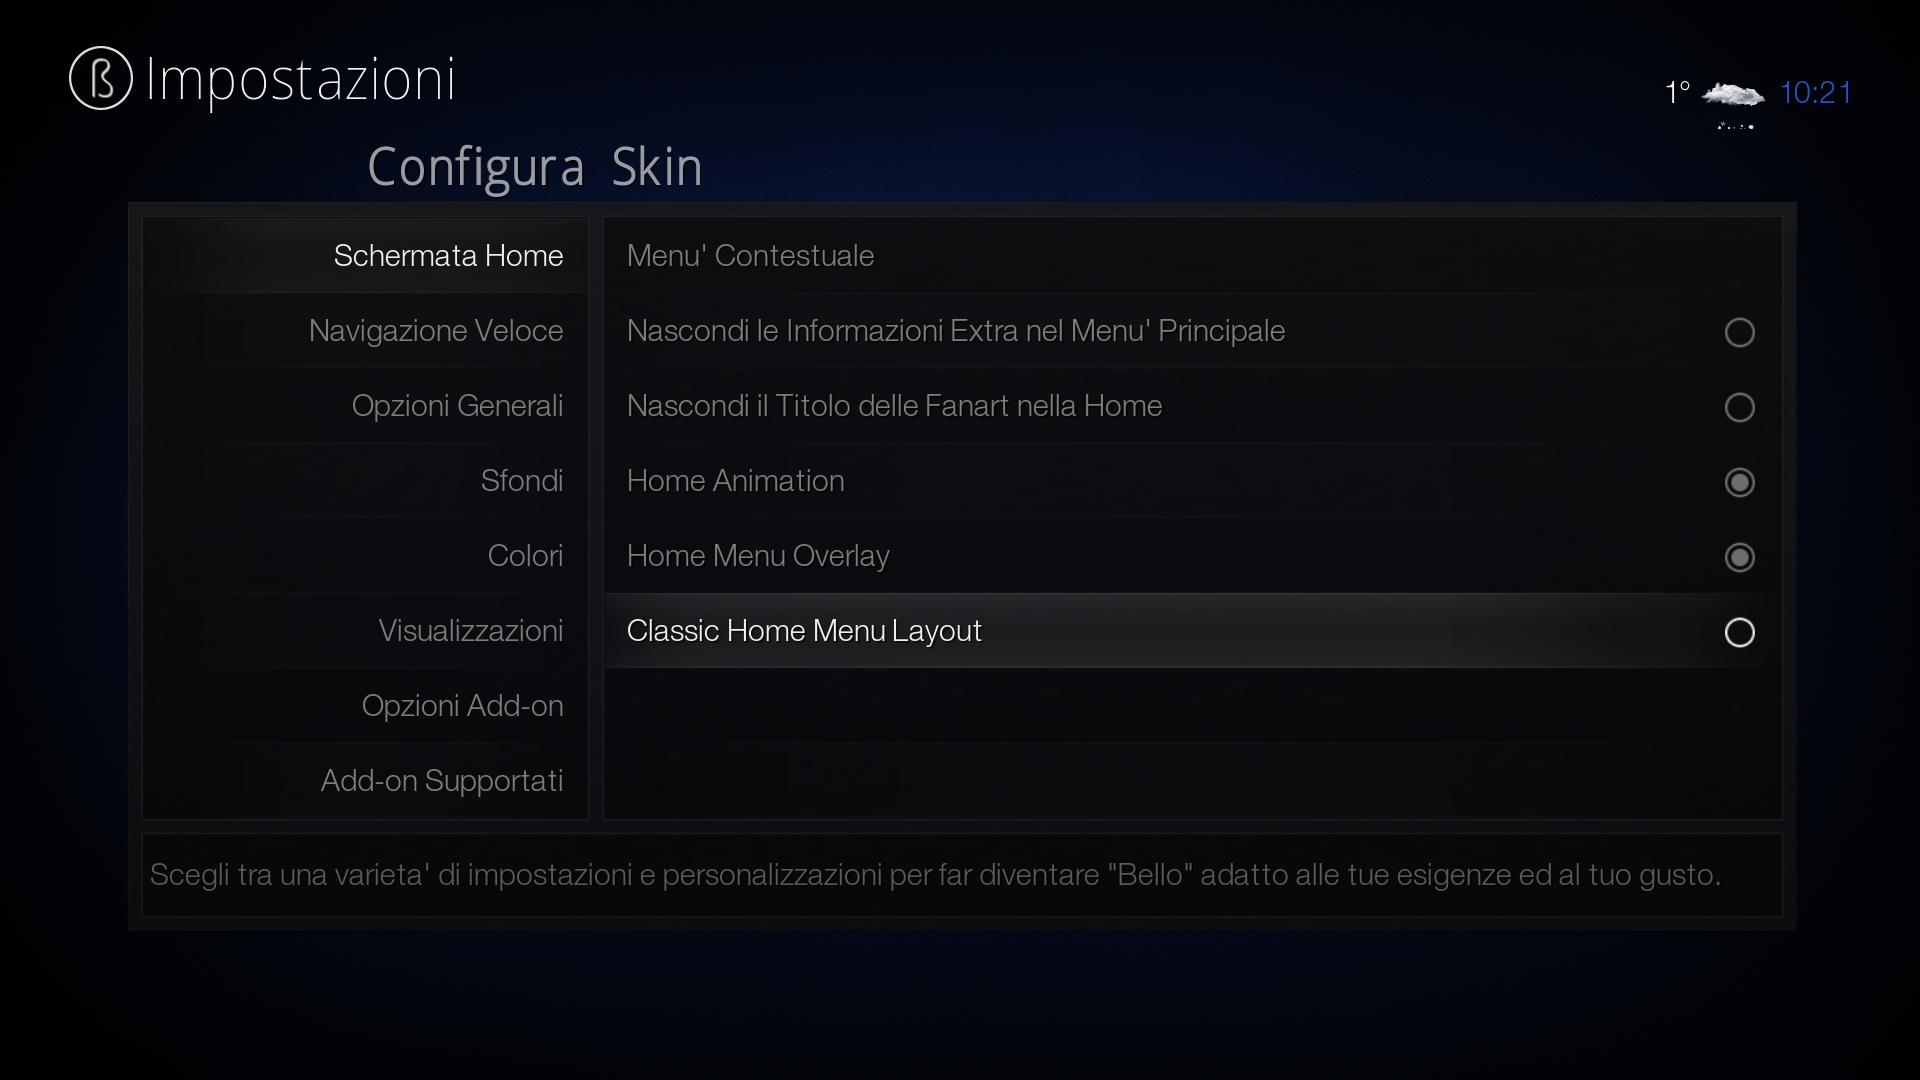 ß Impostazioni
1° 10:21
Configura Skin
Schermata Home
Navigazione Veloce
Opzioni Generali
Sfondi
Colori
Visualizzazioni
Opzioni Add-on
Add-on Supportati
Menu' Contestuale
Nascondi le Informazioni Extra nel Menu' Principale
Nascondi il Titolo delle Fanart nella Home
Home Animation
Home Menu Overlay
Classic Home Menu Layout
Scegli tra una varieta' di impostazioni e personalizzazioni per far diventare "Bello" adatto alle tue esigenze ed al tuo gusto.